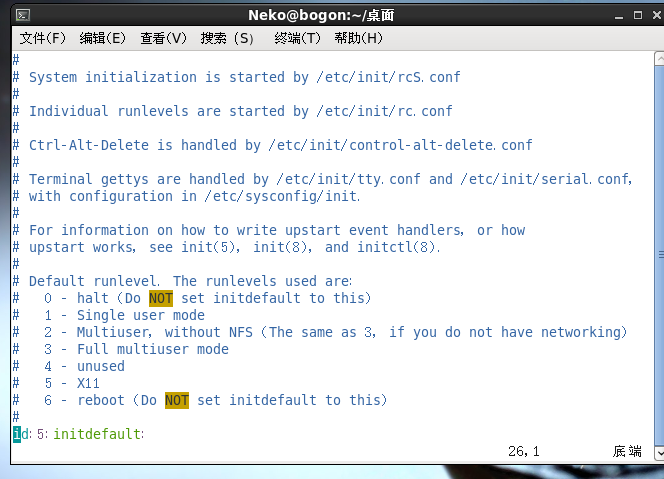 Neko@bogon:~/桌面
文件(F) 编辑(E) 查看(V) 搜索 (S) 终端(T) 帮助(H)
#
# System initialization is started by /etc/init/rcS.conf
#
# Individual runlevels are started by /etc/init/rc.conf
#
# Ctrl-Alt-Delete is handled by /etc/init/control-alt-delete.conf
#
# Terminal gettys are handled by /etc/init/tty.conf and /etc/init/serial.conf,
# with configuration in /etc/sysconfig/init.
#
# For information on how to write upstart event handlers, or how
# upstart works, see init(5), init(8), and initctl(8).
#
# Default runlevel. The runlevels used are:
#   0 - halt (Do NOT set initdefault to this)
#   1 - Single user mode
#   2 - Multiuser, without NFS (The same as 3, if you do not have networking)
#   3 - Full multiuser mode
#   4 - unused
#   5 - X11
#   6 - reboot (Do NOT set initdefault to this)
#
id:5:initdefault:
26,1 底端